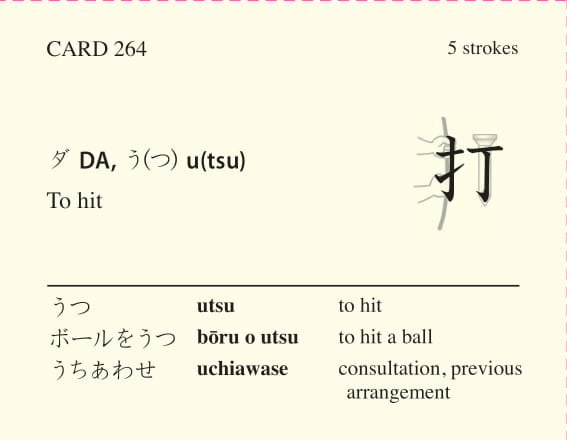 CARD 264
5 strokes
ダ DA, う(つ) u(tsu)
To hit
打
うつ utsu to hit
ボールをうつ bōru o utsu to hit a ball
うちあわせ uchiawase consultation, previous
arrangement